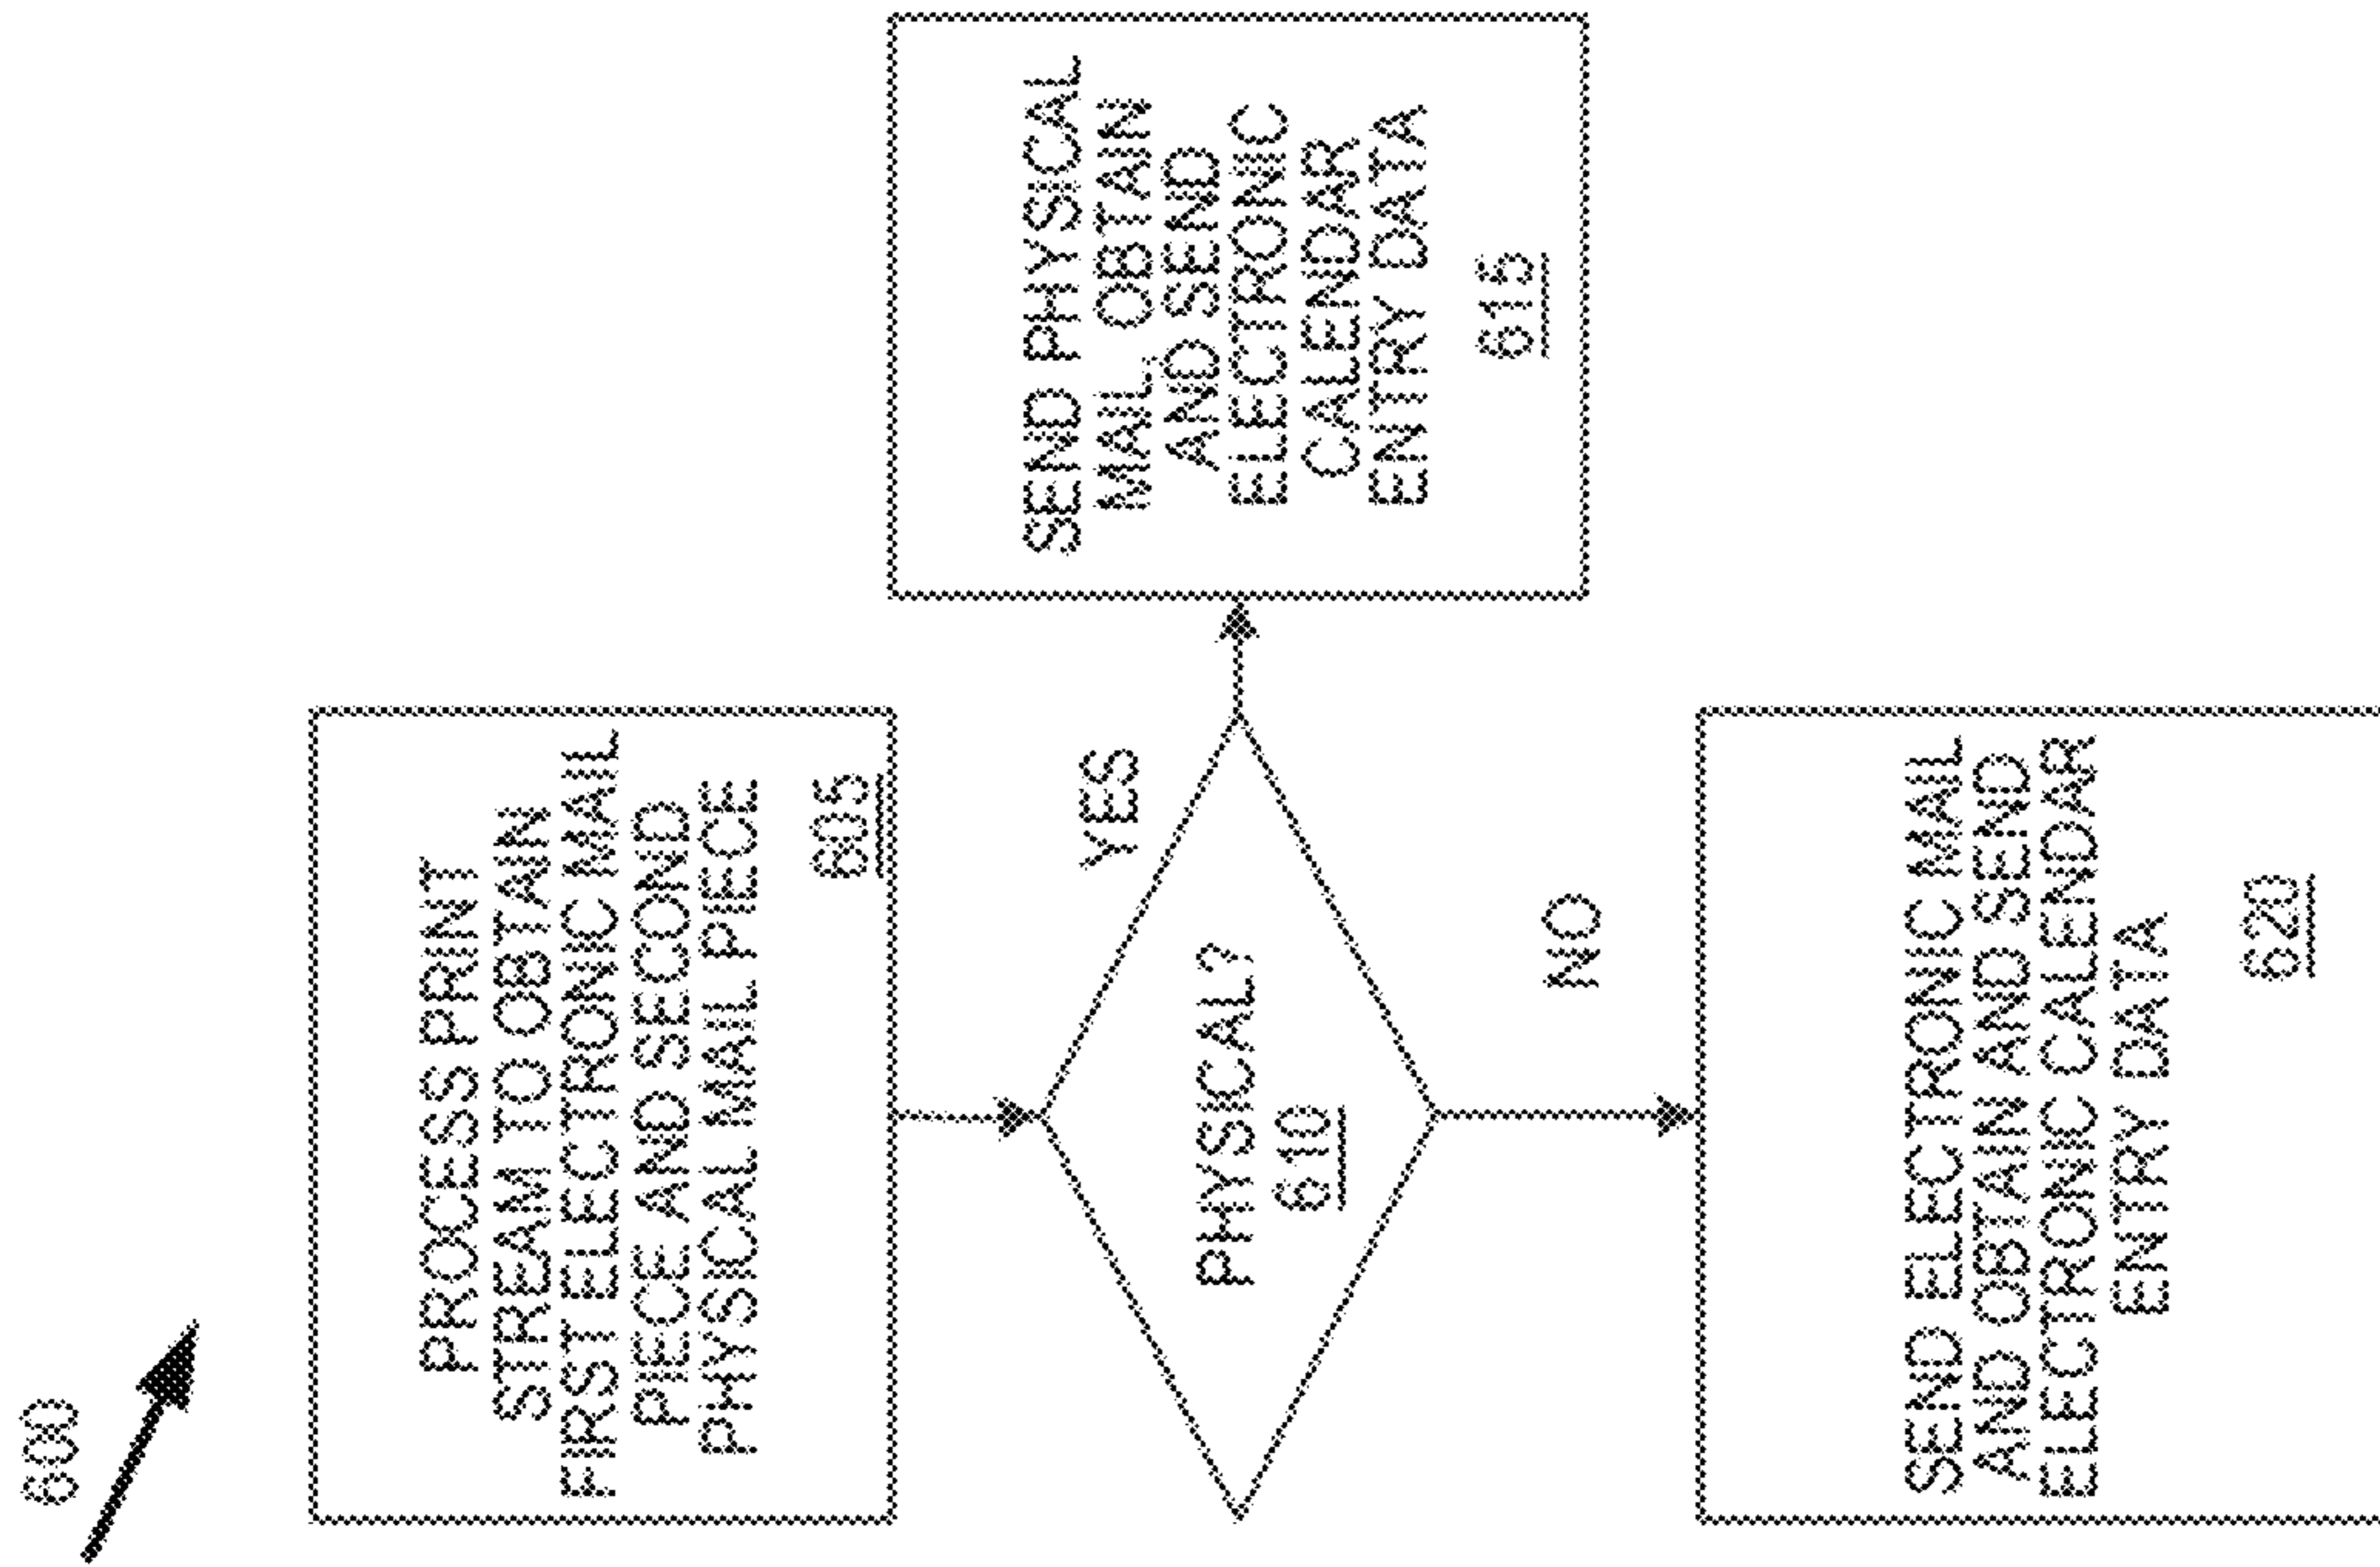 600
PROCESS PRINT
STREAM TO OBTAIN
FIRST ELECTRONIC MAIL
PIECE AND SECOND
PHYSICAL MAIL PIECE
605
PHYSICAL?
610
YES
SEND PHYSICAL
MAIL; OBTAIN
AND SEND
ELECTRONIC
CALENDAR
ENTRY DATA
615
NO
SEND ELECTRONIC MAIL
AND OBTAIN AND SEND
ELECTRONIC CALENDAR
ENTRY DATA
620